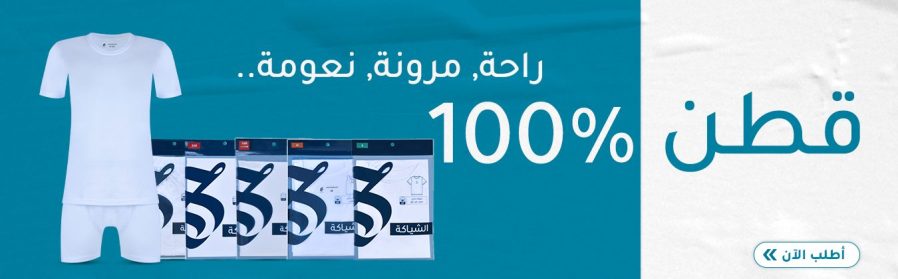 راحة, مرونة, نعومة..
100%
قطن
الشياكة
الشياكة
أطلب الآن